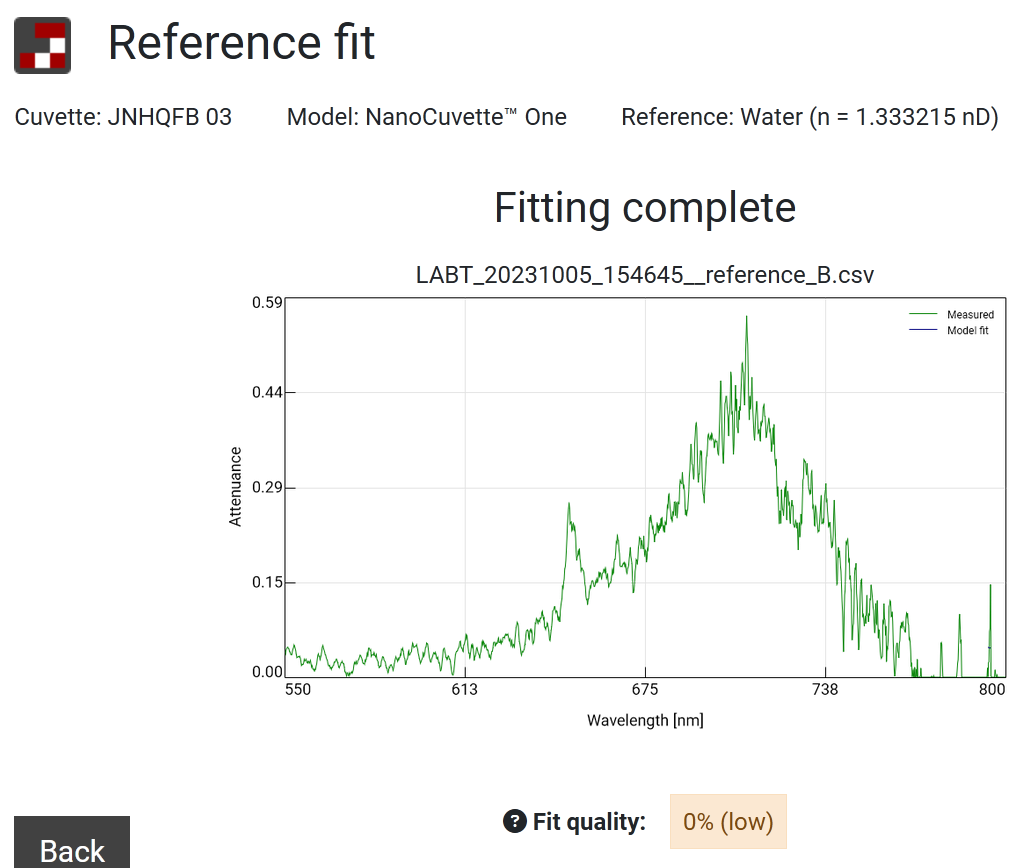 Reference fit
Cuvette: JNHQFB 03 Model: NanoCuvette™ One Reference: Water (n = 1.333215 nD)
Fitting complete
LABT_20231005_154645__reference_B.csv
0.59
Measured
Model fit
0.44
Attenuance
0.29
0.15
0.00
550 613 675 738 800
Wavelength [nm]
? Fit quality: 0% (low)
Back